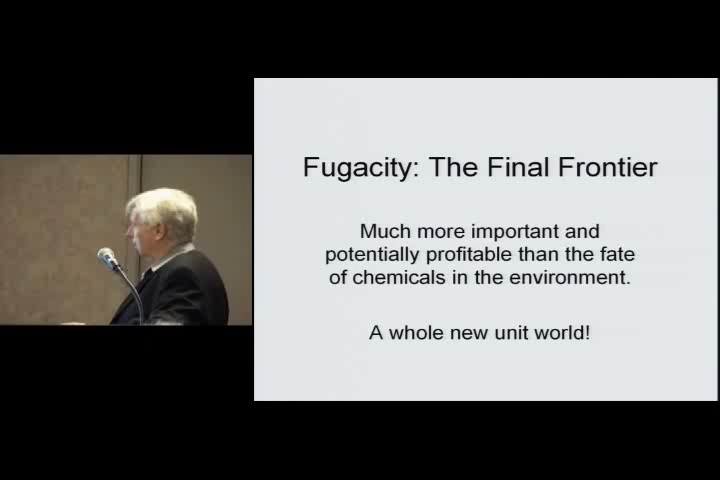 Fugacity: The Final Frontier
Much more important and
potentially profitable than the fate
of chemicals in the environment.
A whole new unit world!